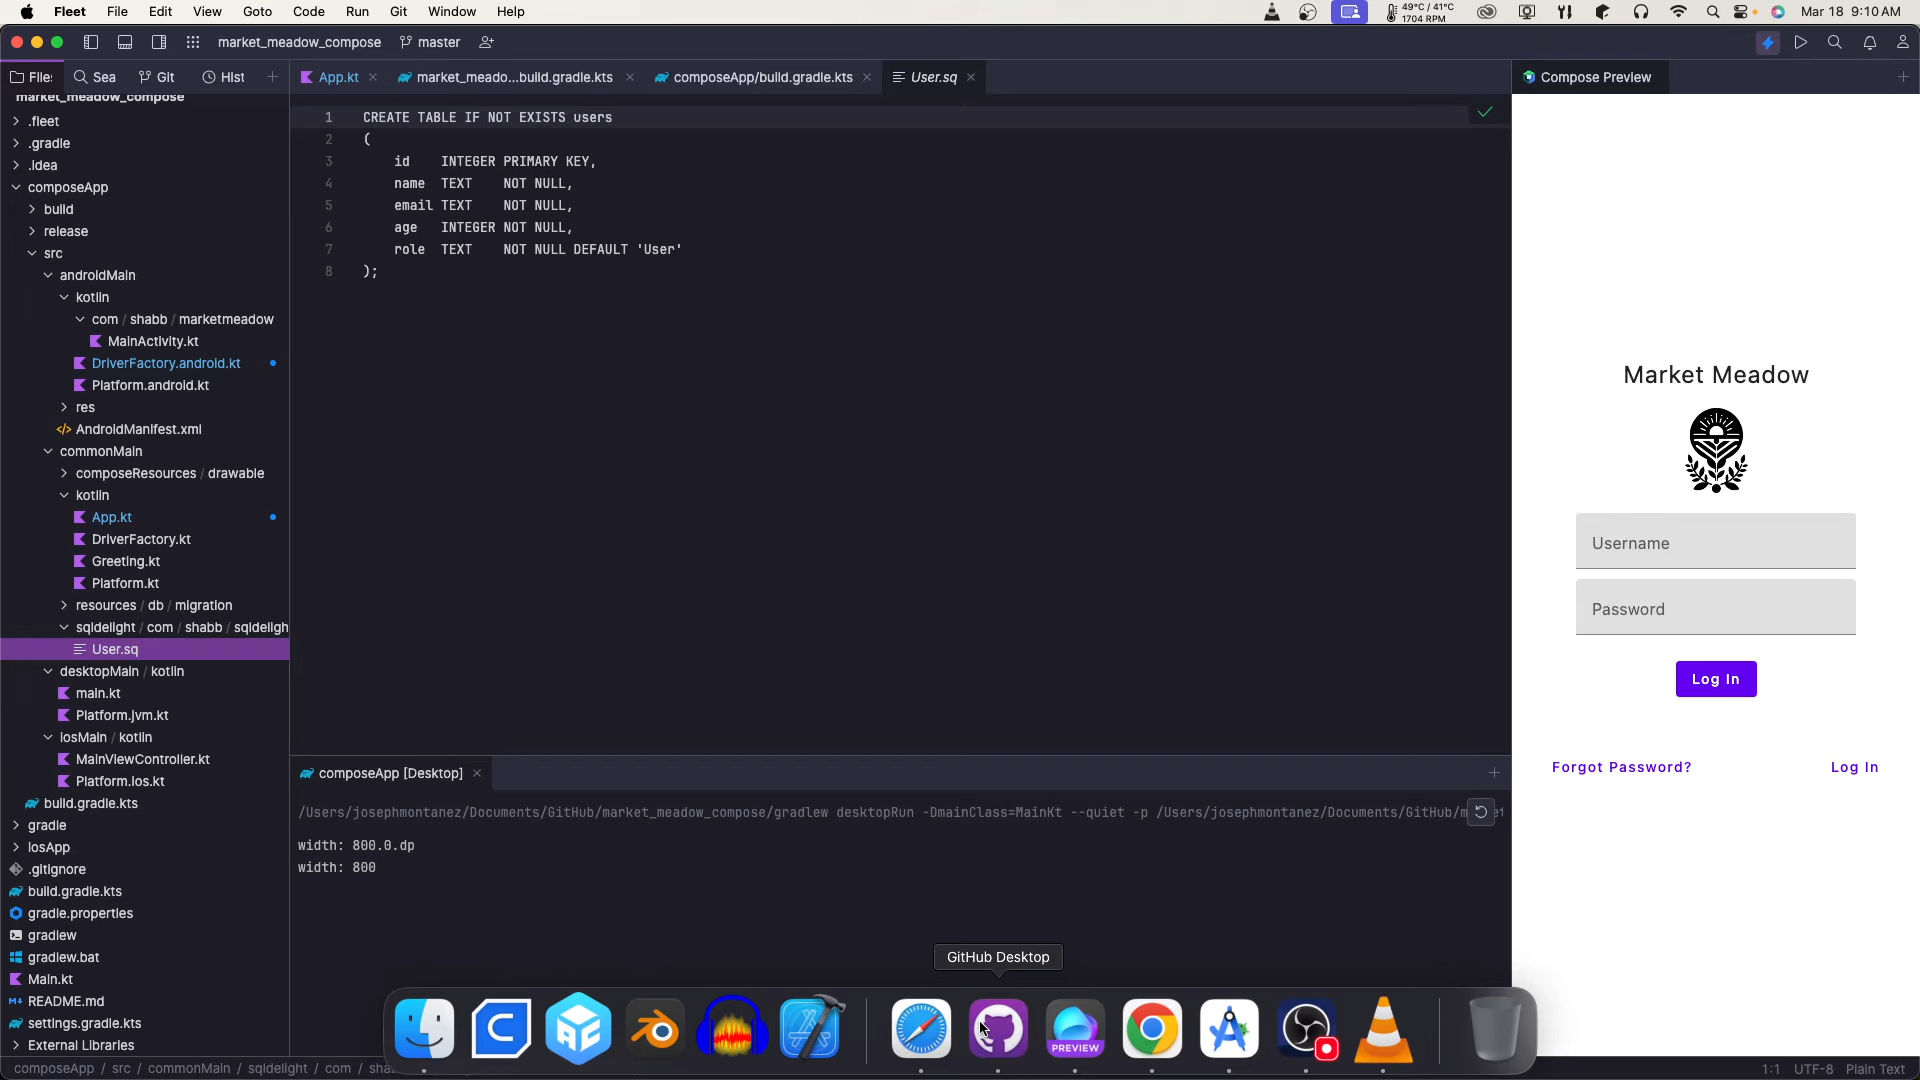 Fleet File Edit View Goto Code Run Git Window Help 49°C / 41°C 1704 RPM Mar 18 9:10 AM
market_meadow_compose master
Files Sea Git Hist App.kt market_meado...build.gradle.kts composeApp/build.gradle.kts User.sq Compose Preview
market_meadow_compose
.fleet
.gradle
.idea
composeApp
build
release
src
androidMain
kotlin
com / shabb / marketmeadow
MainActivity.kt
DriverFactory.android.kt
Platform.android.kt
res
AndroidManifest.xml
commonMain
composeResources / drawable
kotlin
App.kt
DriverFactory.kt
Greeting.kt
Platform.kt
resources / db / migration
sqldelight / com / shabb / sqldeligh
User.sq
desktopMain / kotlin
main.kt
Platform.jvm.kt
iosMain / kotlin
MainViewController.kt
Platform.ios.kt
build.gradle.kts
gradle
iosApp
.gitignore
build.gradle.kts
gradle.properties
gradlew
gradlew.bat
Main.kt
README.md
settings.gradle.kts
External Libraries
1 CREATE TABLE IF NOT EXISTS users
2 (
3 id INTEGER PRIMARY KEY,
4 name TEXT NOT NULL,
5 email TEXT NOT NULL,
6 age INTEGER NOT NULL,
7 role TEXT NOT NULL DEFAULT 'User'
8 );
composeApp [Desktop]
/Users/josephmontanez/Documents/GitHub/market_meadow_compose/gradlew desktopRun -DmainClass=MainKt --quiet -p /Users/josephmontanez/Documents/GitHub/m
width: 800.0.dp
width: 800
Market Meadow
Username
Password
Log In
Forgot Password? Log In
GitHub Desktop
PREVIEW
composeApp / src / commonMain / sqldelight / com / sha 1:1 UTF-8 Plain Text